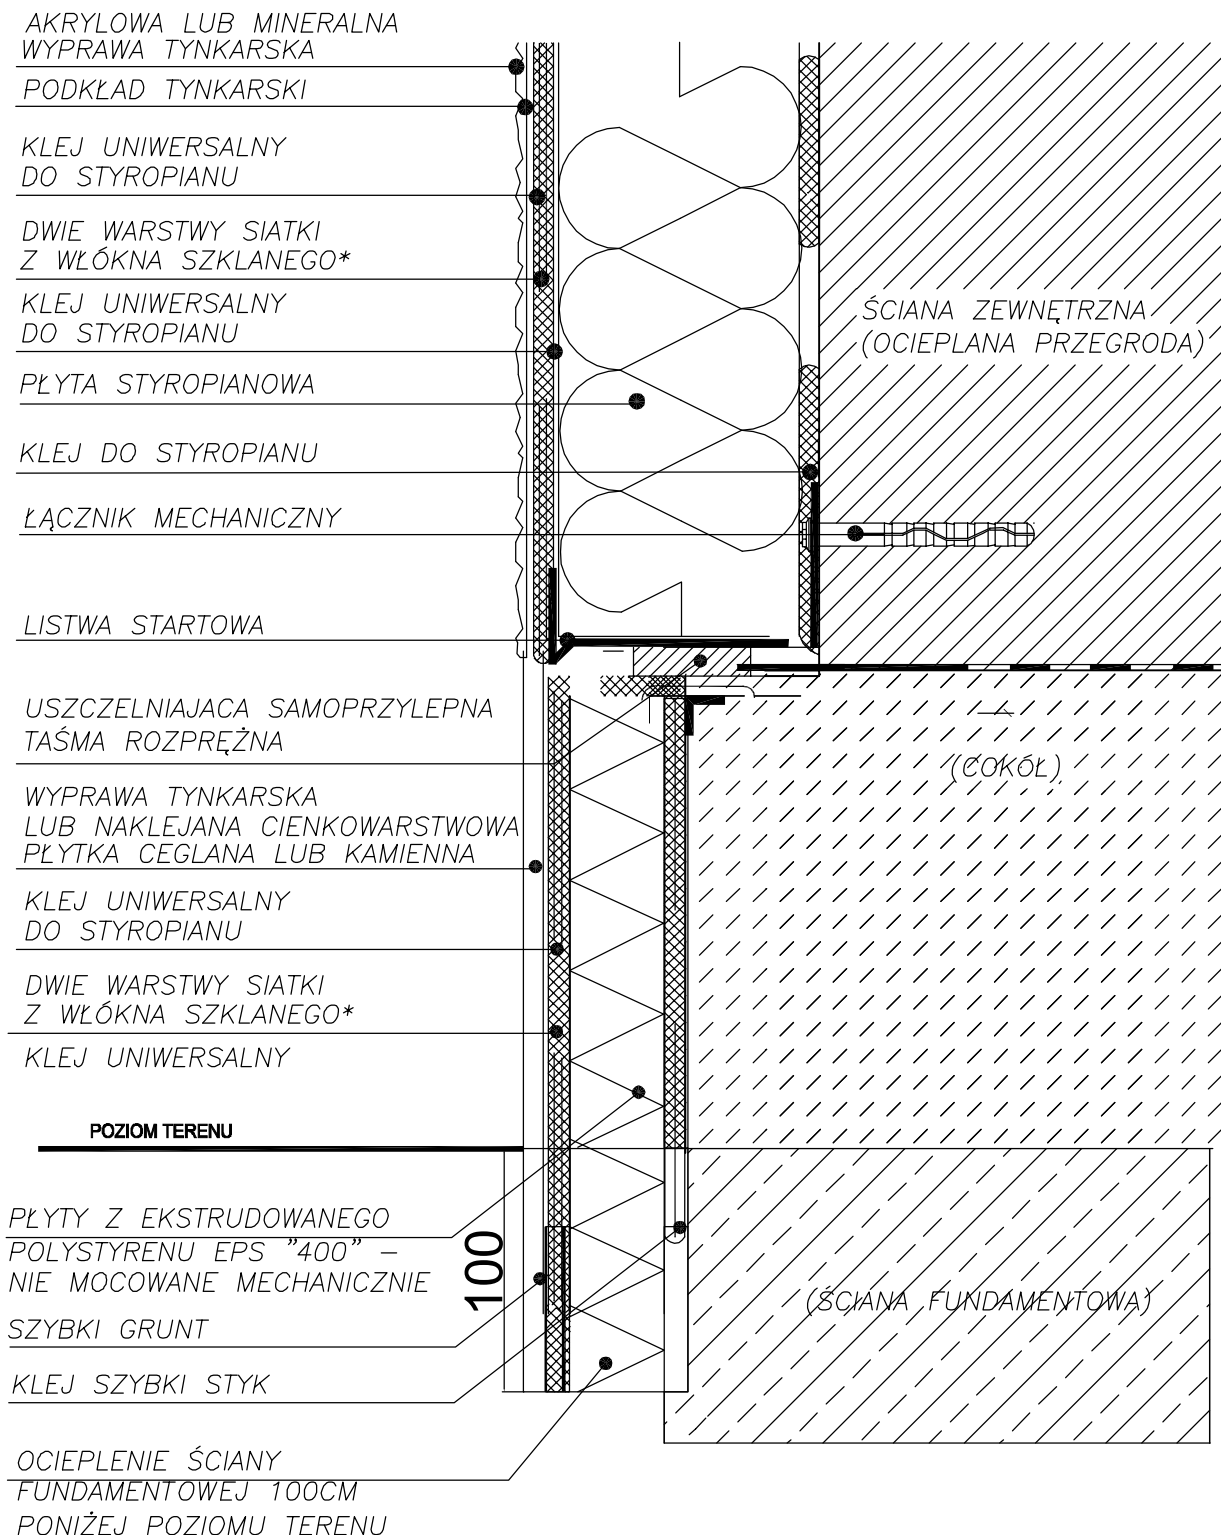 AKRYLOWA LUB MINERALNA
WYPRAWA TYNKARSKA
PODKŁAD TYNKARSKI
KLEJ UNIWERSALNY
DO STYROPIANU
DWIE WARSTWY SIATKI
Z WŁÓKNA SZKLANEGO*
KLEJ UNIWERSALNY
DO STYROPIANU
ŚCIANA ZEWNĘTRZNA
(OCIEPLANA PRZEGRODA)
PŁYTA STYROPIANOWA
KLEJ DO STYROPIANU
ŁĄCZNIK MECHANICZNY
LISTWA STARTOWA
USZCZELNIAJACA SAMOPRZYLEPNA
TAŚMA ROZPRĘŻNA
(COKÓŁ)
WYPRAWA TYNKARSKA
LUB NAKLEJANA CIENKOWARSTWOWA
PŁYTKA CEGLANA LUB KAMIENNA
KLEJ UNIWERSALNY
DO STYROPIANU
DWIE WARSTWY SIATKI
Z WŁÓKNA SZKLANEGO*
KLEJ UNIWERSALNY
POZIOM TERENU
PŁYTY Z EKSTRUDOWANEGO
POLYSTYRENU EPS "400" –
NIE MOCOWANE MECHANICZNIE
100
(ŚCIANA FUNDAMENTOWA)
SZYBKI GRUNT
KLEJ SZYBKI STYK
OCIEPLENIE ŚCIANY
FUNDAMENTOWEJ 100CM
PONIŻEJ POZIOMU TERENU